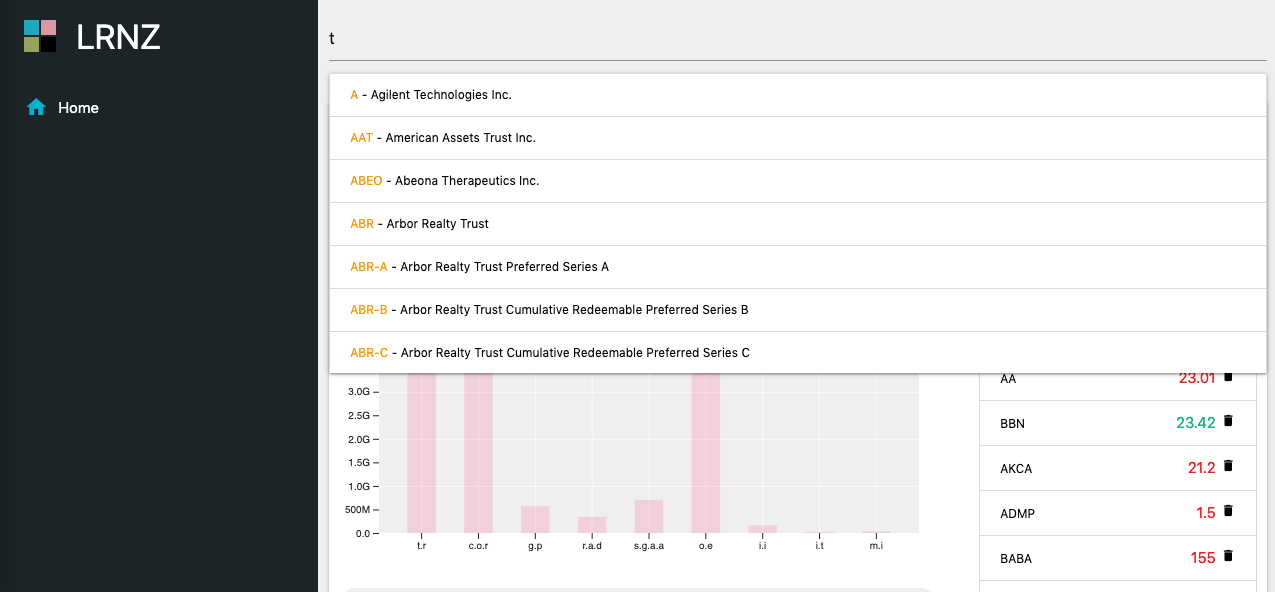 LRNZ
Home
t
A - Agilent Technologies Inc.
AAT - American Assets Trust Inc.
ABEO - Abeona Therapeutics Inc.
ABR - Arbor Realty Trust
ABR-A - Arbor Realty Trust Preferred Series A
ABR-B - Arbor Realty Trust Cumulative Redeemable Preferred Series B
ABR-C - Arbor Realty Trust Cumulative Redeemable Preferred Series C
3.0G
2.5G
2.0G
1.5G
1.0G
500M
0.0
t.r c.o.r g.p r.a.d s.g.a.a o.e i.i i.t m.i
AA 23.01
BBN 23.42
AKCA 21.2
ADMP 1.5
BABA 155